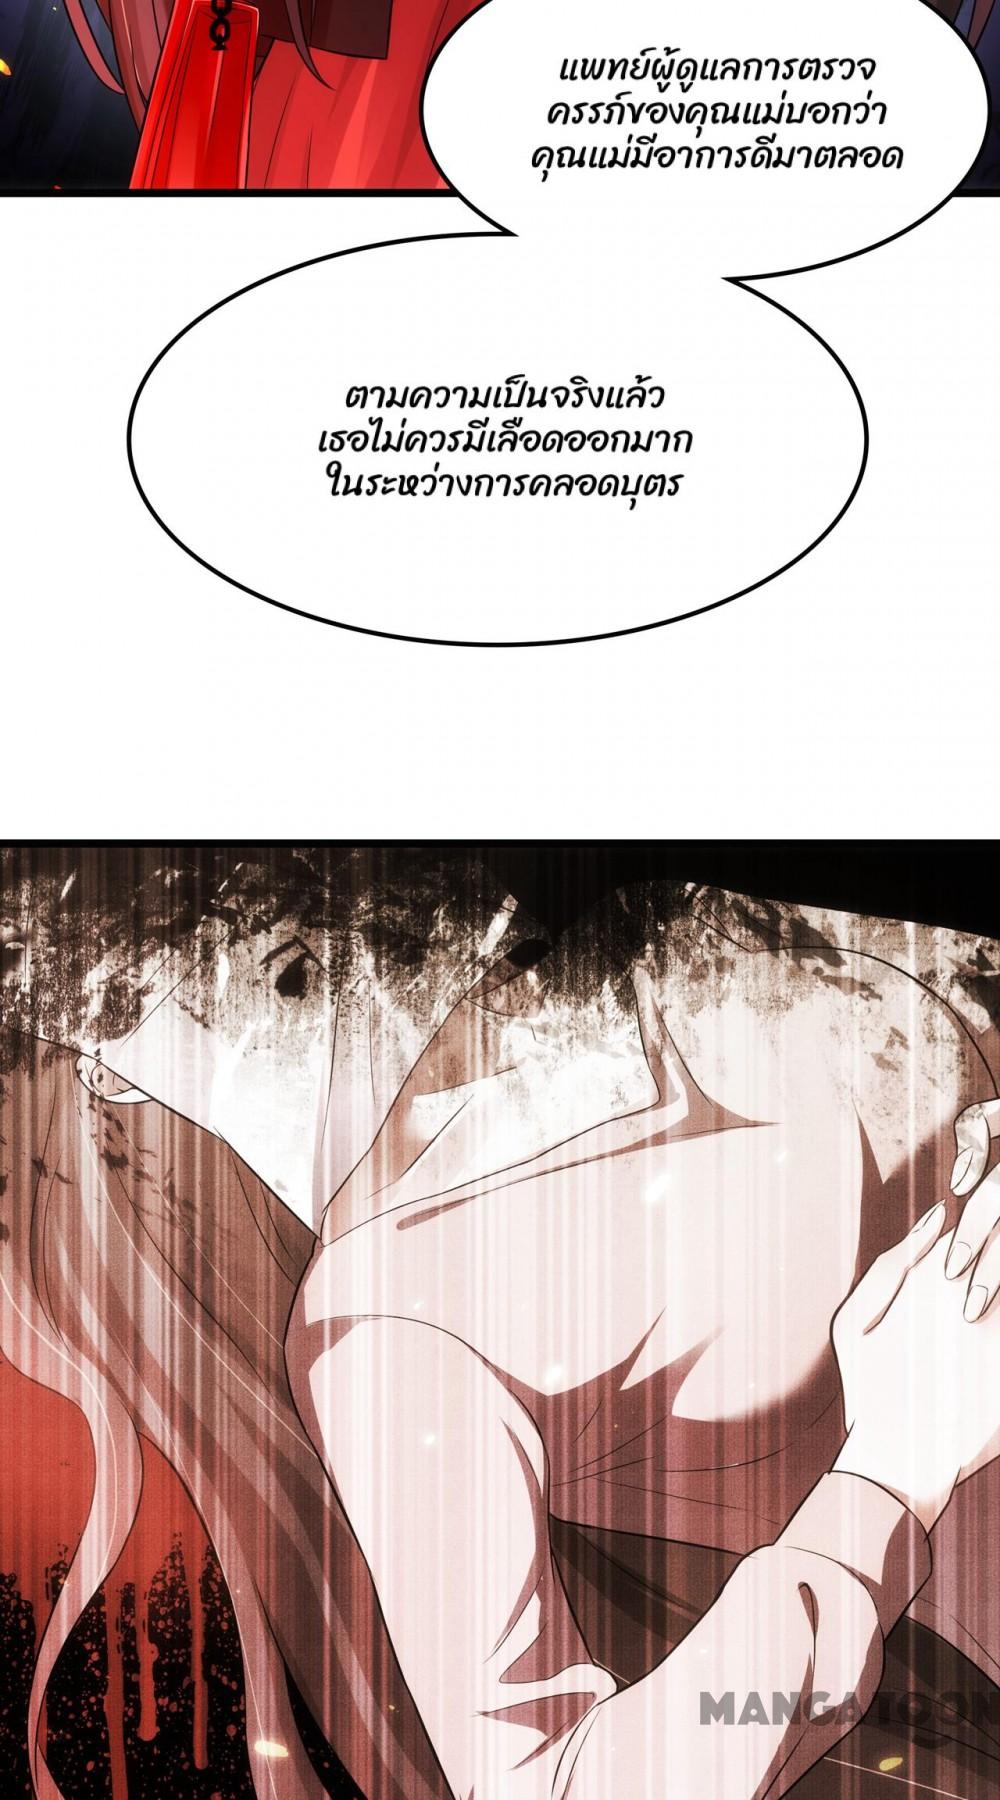 แพทย์ผู้ดูแลการตรวจ
ครรภ์ของคุณแม่บอกว่า
คุณแม่มีอาการดีมาตลอด
ตามความเป็นจริงแล้ว
เธอไม่ควรมีเลือดออกมาก
ในระหว่างการคลอดบุตร
MANGATOON